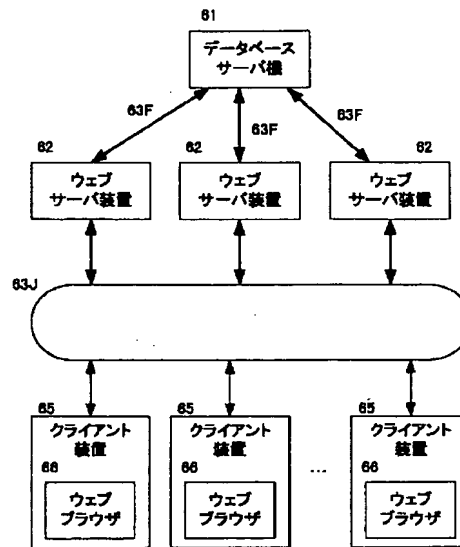 61
データベース
サーバ機
63F
63F
63F
62
62
62
ウェブ
サーバ装置
ウェブ
サーバ装置
ウェブ
サーバ装置
63J
65
65
65
クライアント
装置
クライアント
装置
クライアント
装置
66
66
66
...
ウェブ
ブラウザ
ウェブ
ブラウザ
ウェブ
ブラウザ